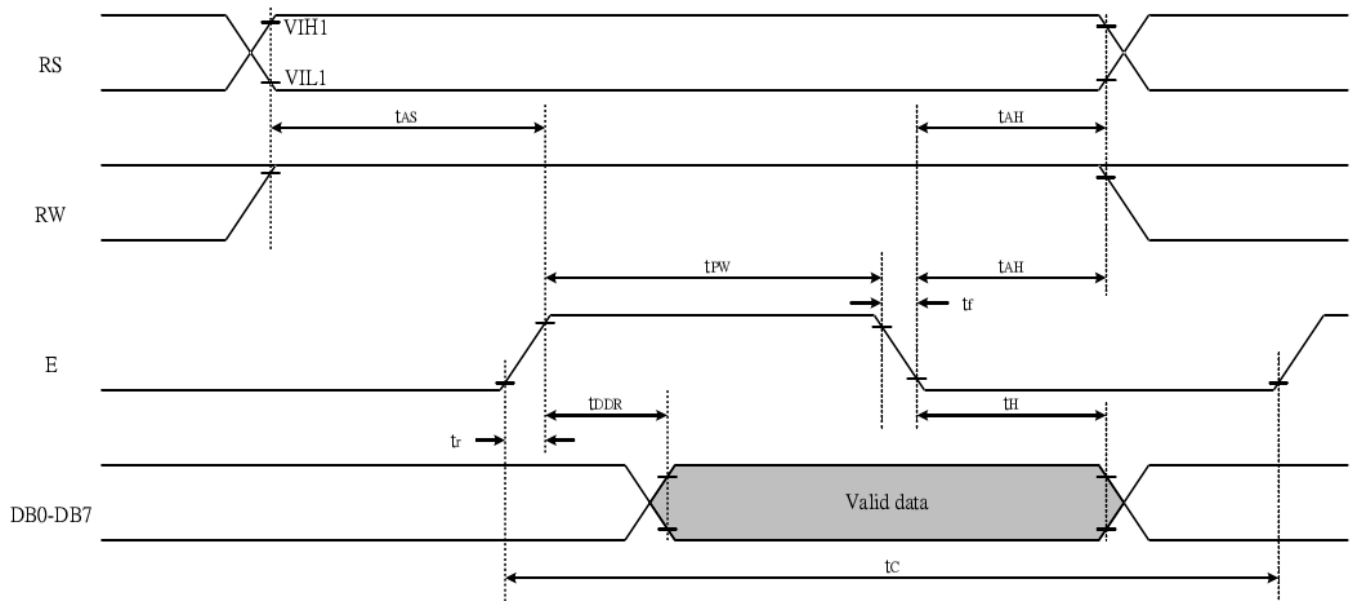 VIH1
RS
VIL1
tAS
tAH
RW
tPW
tAH
tf
E
tDDR
tH
tr
Valid data
DB0-DB7
tC